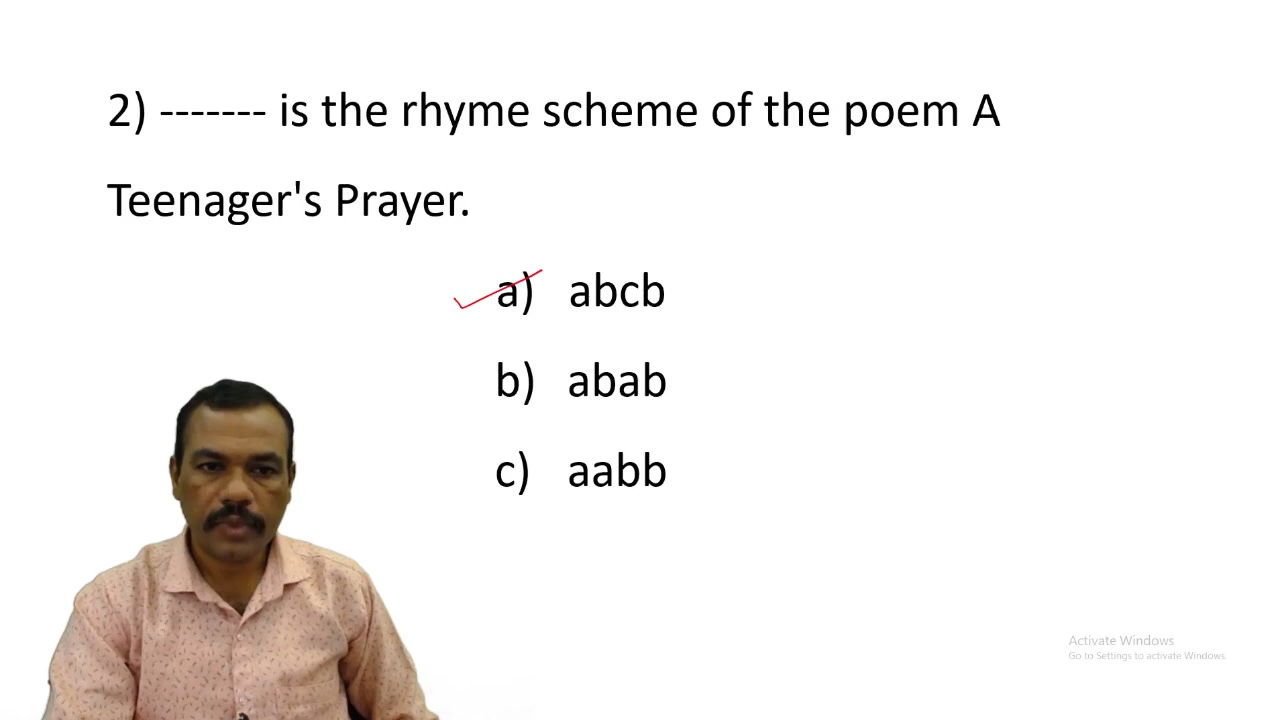 2) ------- is the rhyme scheme of the poem A
Teenager's Prayer.
a) abcb
b) abab
c) aabb
Activate Windows
Go to Settings to activate Windows.